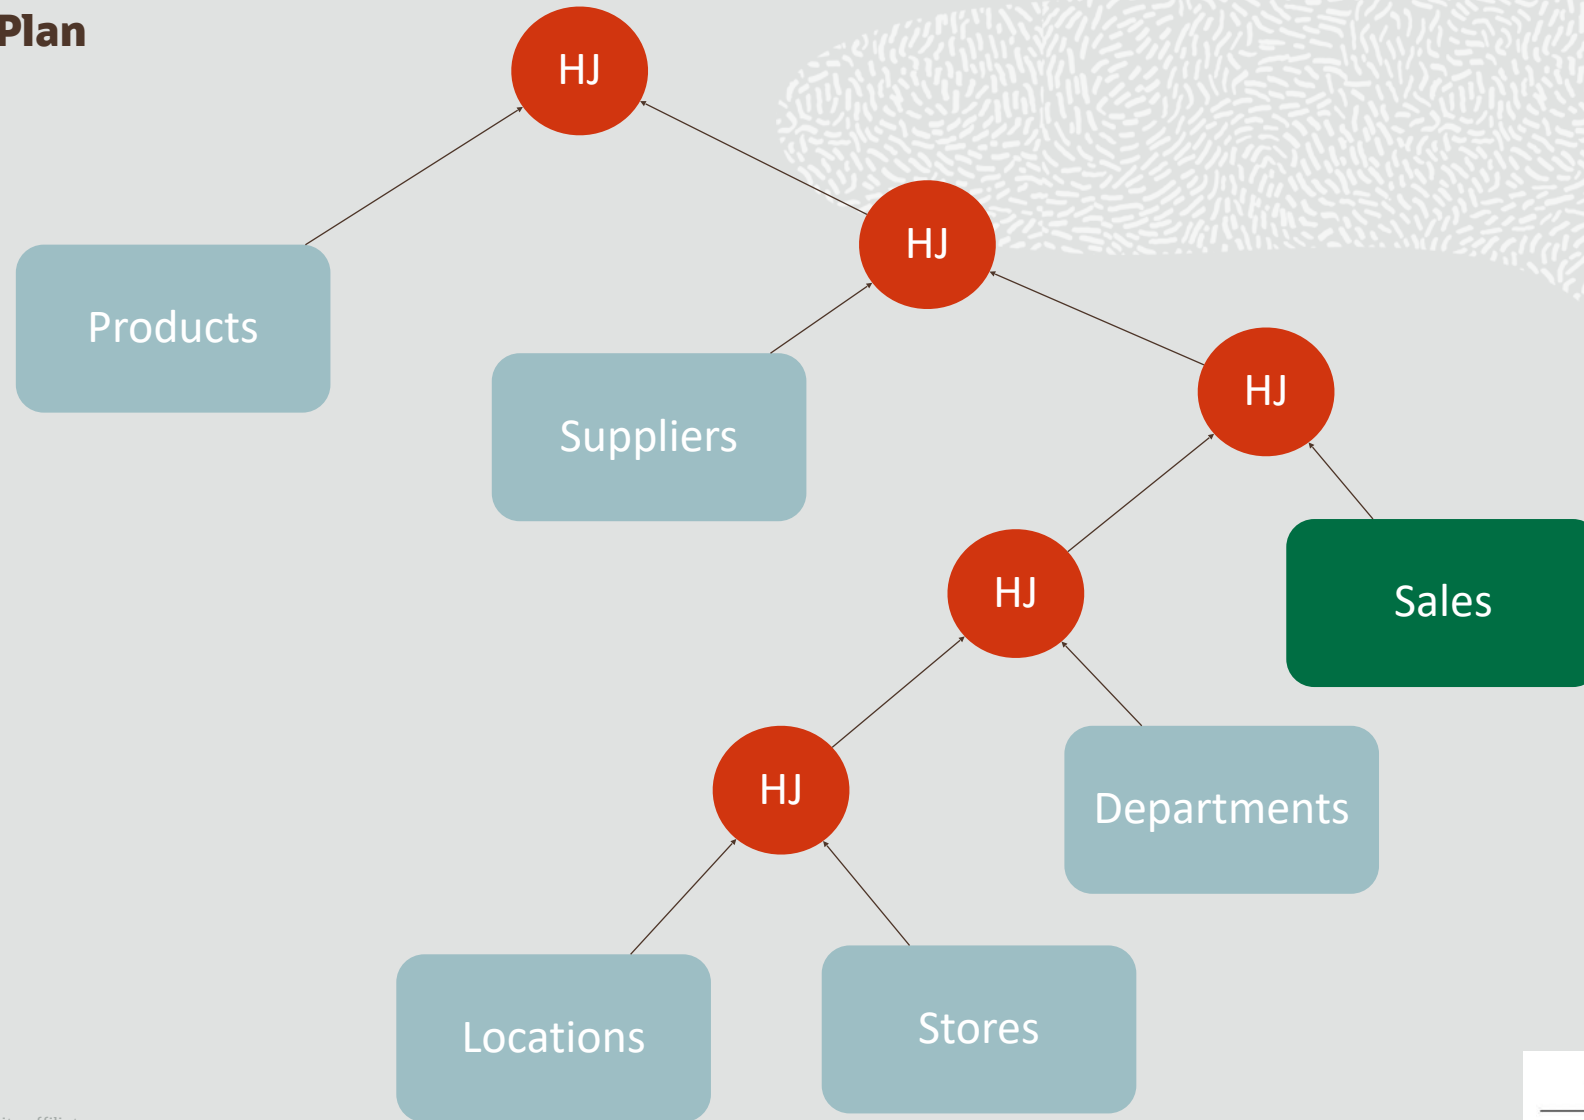 Plan
HJ
HJ
Products
HJ
Suppliers
HJ
Sales
HJ
Departments
Locations
Stores